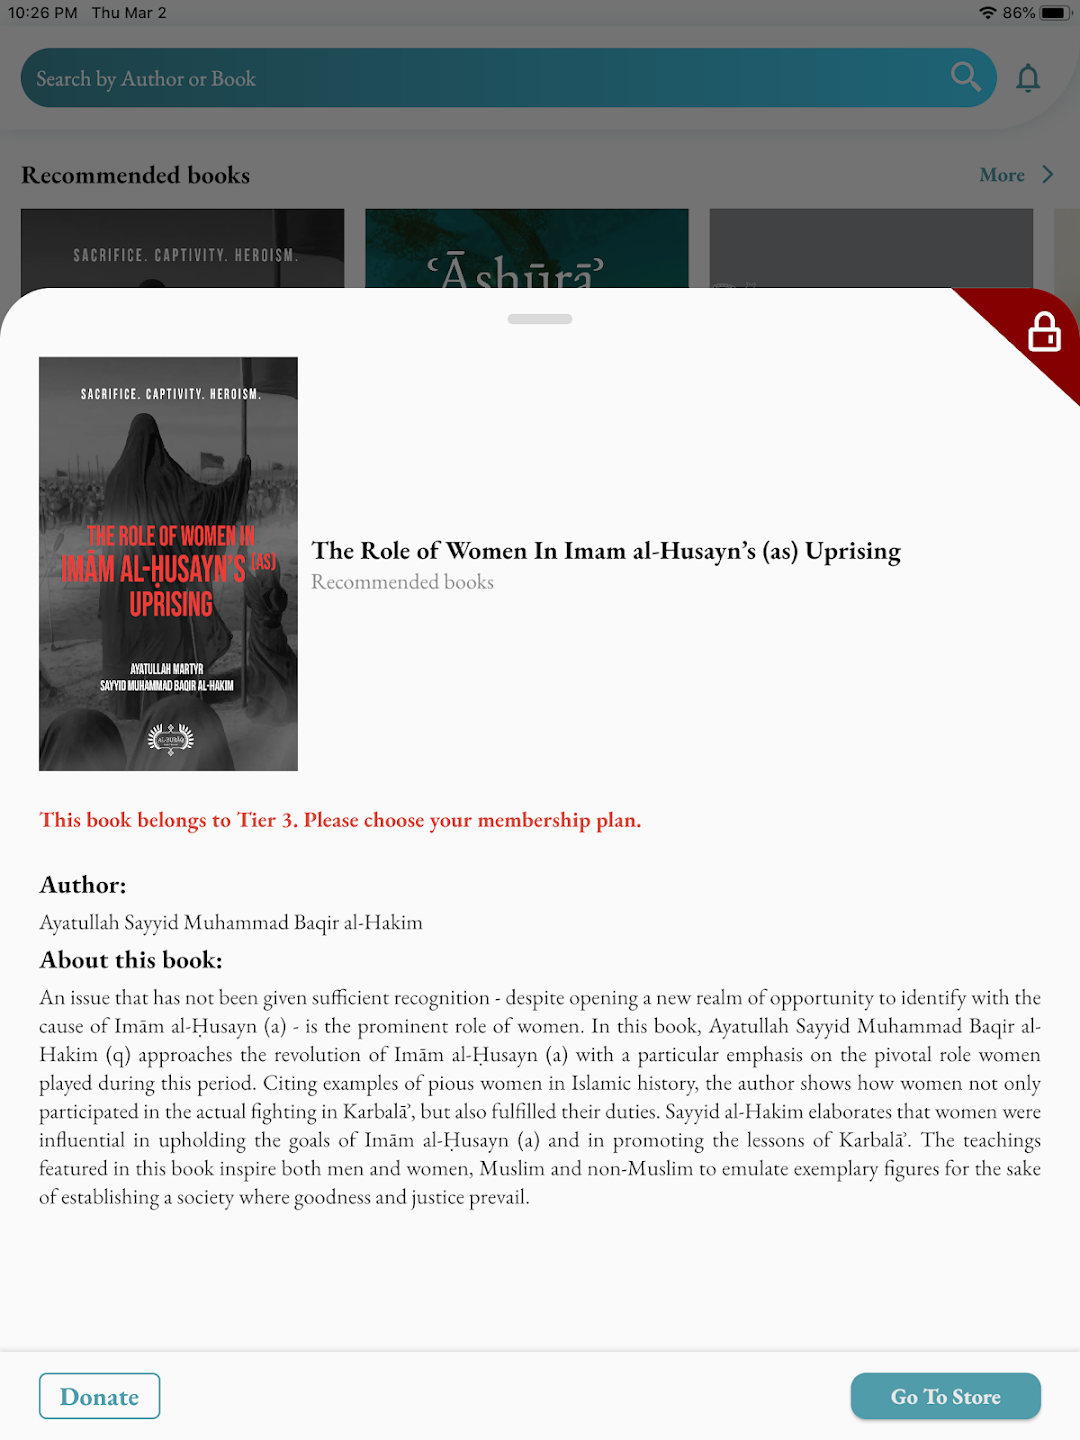 10:26 PM Thu Mar 2
86%
Search by Author or Book
Recommended books
More
SACRIFICE. CAPTIVITY. HEROISM.
ʿĀshūrāʾ
SACRIFICE. CAPTIVITY. HEROISM.
THE ROLE OF WOMEN IN
IMĀM AL-ḤUSAYN'S (AS)
UPRISING
AYATULLAH MARTYR
SAYYID MUHAMMAD BAQIR AL-HAKIM
AL-BURĀQ
The Role of Women In Imam al-Husayn’s (as) Uprising
Recommended books
This book belongs to Tier 3. Please choose your membership plan.
Author:
Ayatullah Sayyid Muhammad Baqir al-Hakim
About this book:
An issue that has not been given sufficient recognition - despite opening a new realm of opportunity to identify with the
cause of Imām al-Ḥusayn (a) - is the prominent role of women. In this book, Ayatullah Sayyid Muhammad Baqir al-
Hakim (q) approaches the revolution of Imām al-Ḥusayn (a) with a particular emphasis on the pivotal role women
played during this period. Citing examples of pious women in Islamic history, the author shows how women not only
participated in the actual fighting in Karbalāʾ, but also fulfilled their duties. Sayyid al-Hakim elaborates that women were
influential in upholding the goals of Imām al-Ḥusayn (a) and in promoting the lessons of Karbalāʾ. The teachings
featured in this book inspire both men and women, Muslim and non-Muslim to emulate exemplary figures for the sake
of establishing a society where goodness and justice prevail.
Donate
Go To Store